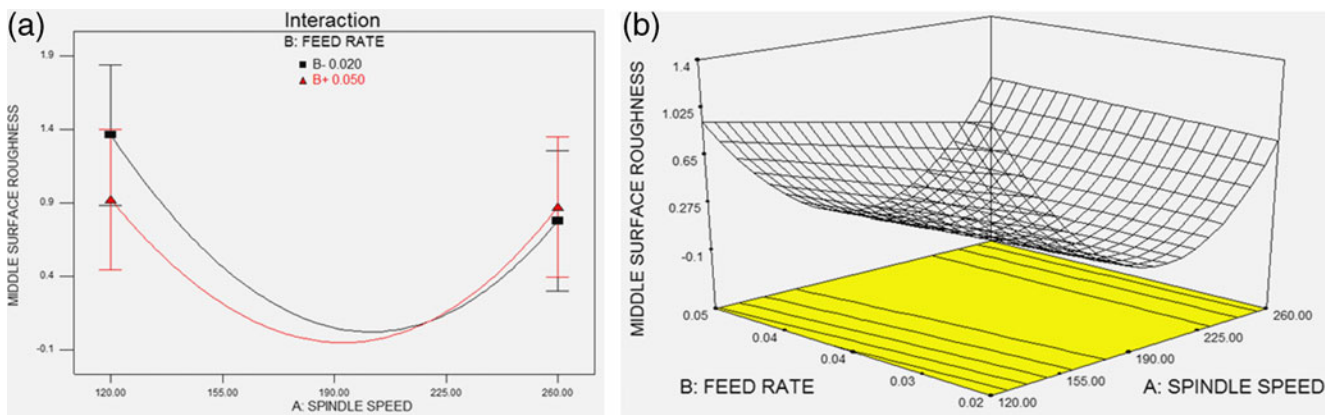 (a)
Interaction
B: FEED RATE
B- 0.020
B+ 0.050
MIDDLE SURFACE ROUGHNESS
1.9
1.4
0.9
0.4
-0.1
120.00 155.00 190.00 225.00 260.00
A: SPINDLE SPEED
(b)
MIDDLE SURFACE ROUGHNESS
1.4
1.025
0.65
0.275
-0.1
0.05
0.04
0.04
0.03
0.02
B: FEED RATE
120.00
155.00
190.00
225.00
260.00
A: SPINDLE SPEED